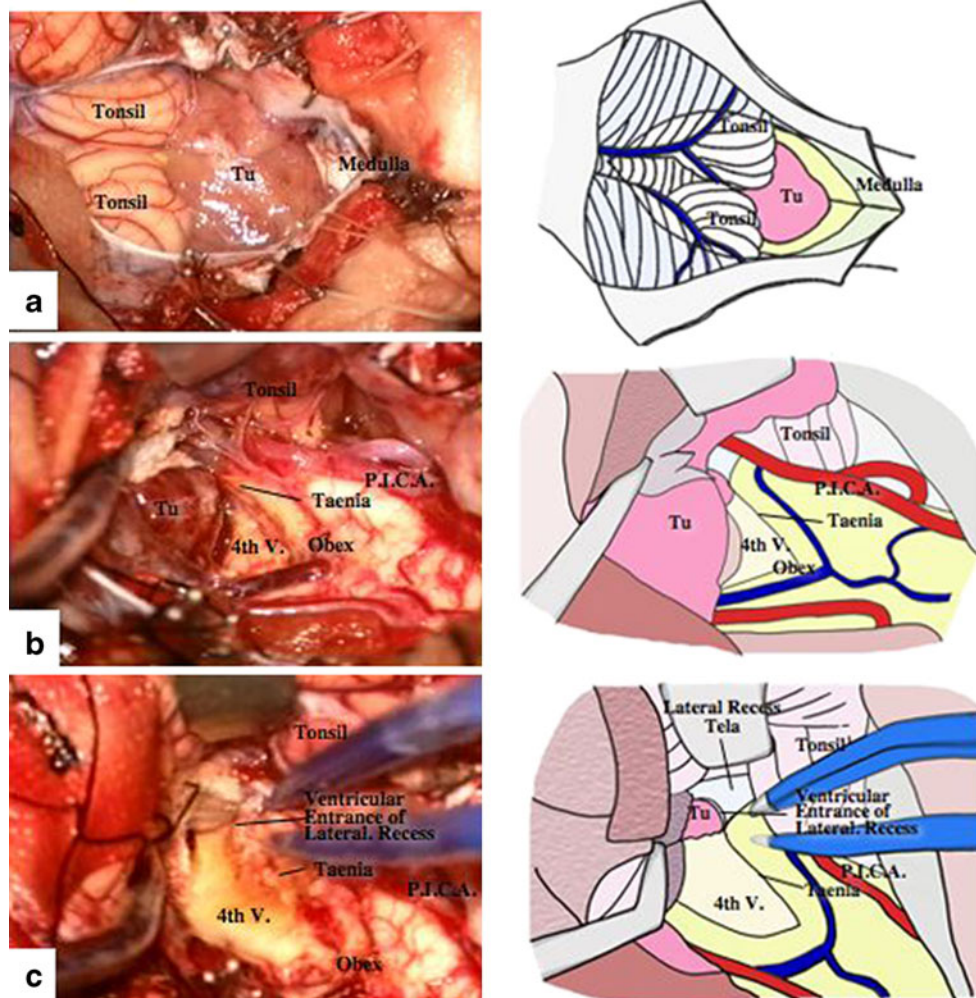 Tonsil
Tonsil
Tu
Medulla
a
Tonsil
Tonsil
Tu
Medulla
Tonsil
P.I.C.A.
Taenia
Tu
4th V.
Obex
b
Tonsil
P.I.C.A.
Taenia
Tu
4th V.
Obex
Tonsil
Ventricular
Entrance of
Lateral. Recess
Taenia
P.I.C.A.
4th V.
Obex
c
Lateral Recess
Tela
Tonsil
Tu
Ventricular
Entrance of
Lateral. Recess
P.I.C.A.
Taenia
4th V.